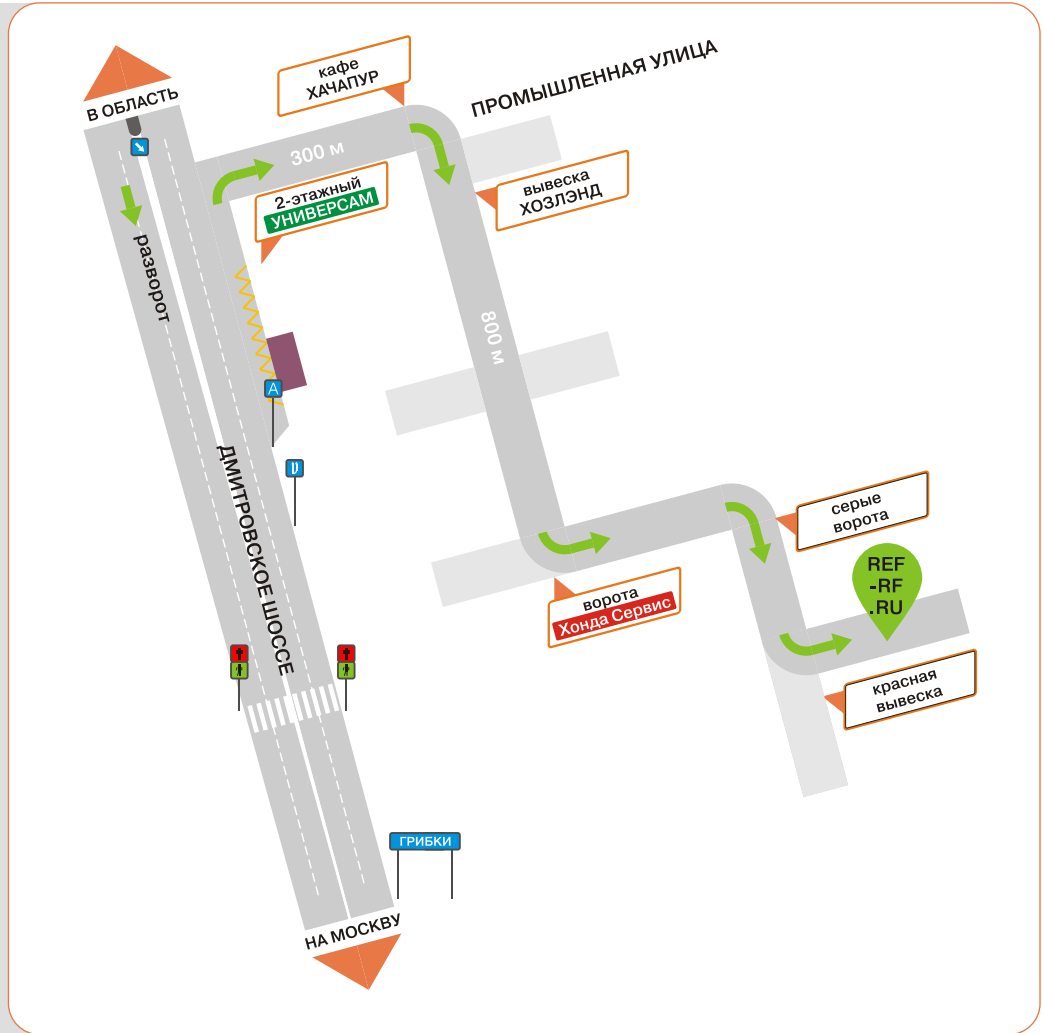 В ОБЛАСТЬ
кафе
ХАЧАПУР
ПРОМЫШЛЕННАЯ УЛИЦА
300 м
2-этажный
УНИВЕРСАМ
вывеска
ХОЗЛЭНД
разворот
800 м
А
ДМИТРОВСКОЕ ШОССЕ
серые
ворота
REF
-RF
.RU
ворота
Хонда Сервис
красная
вывеска
ГРИБКИ
НА МОСКВУ